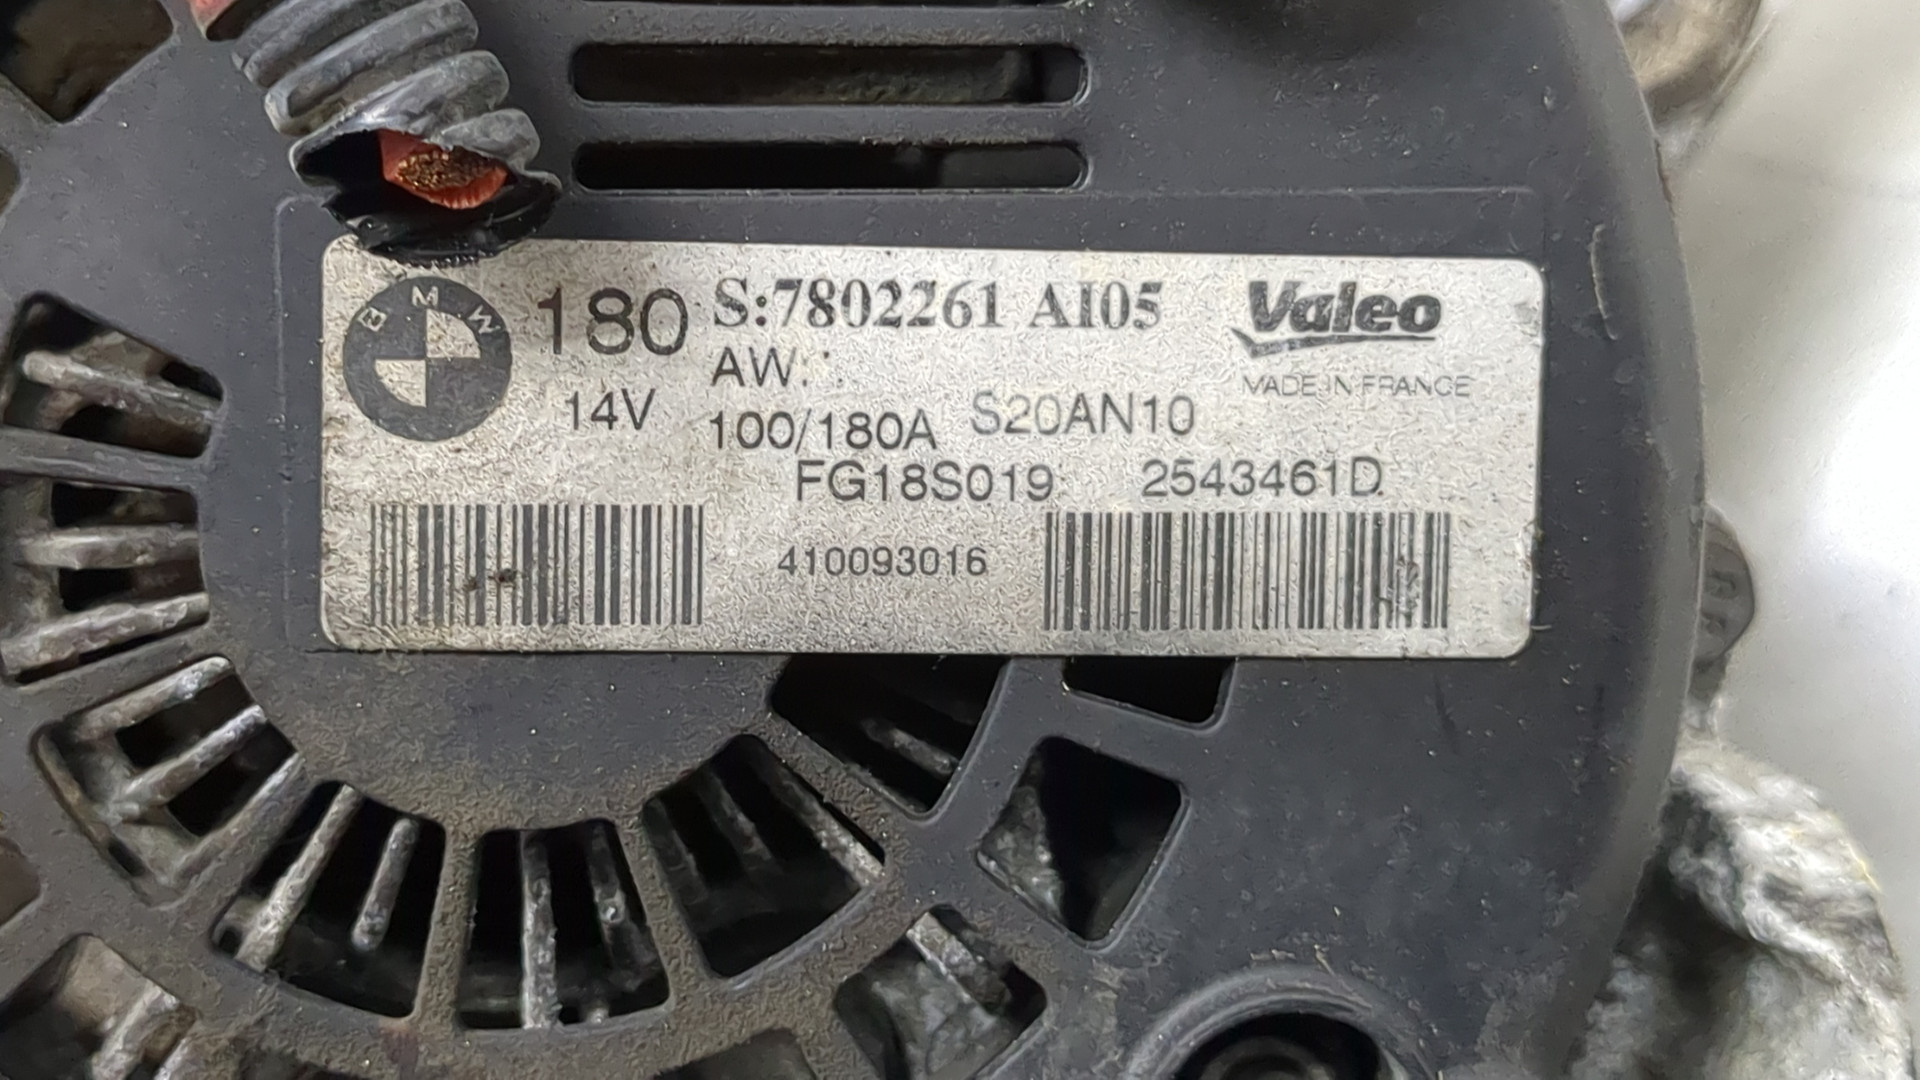 BMW
180 S:7802261 AI05 Valeo
AW: :
MADE IN FRANCE
14V 100/180A S20AN10
FG18S019 2543461D
410093016